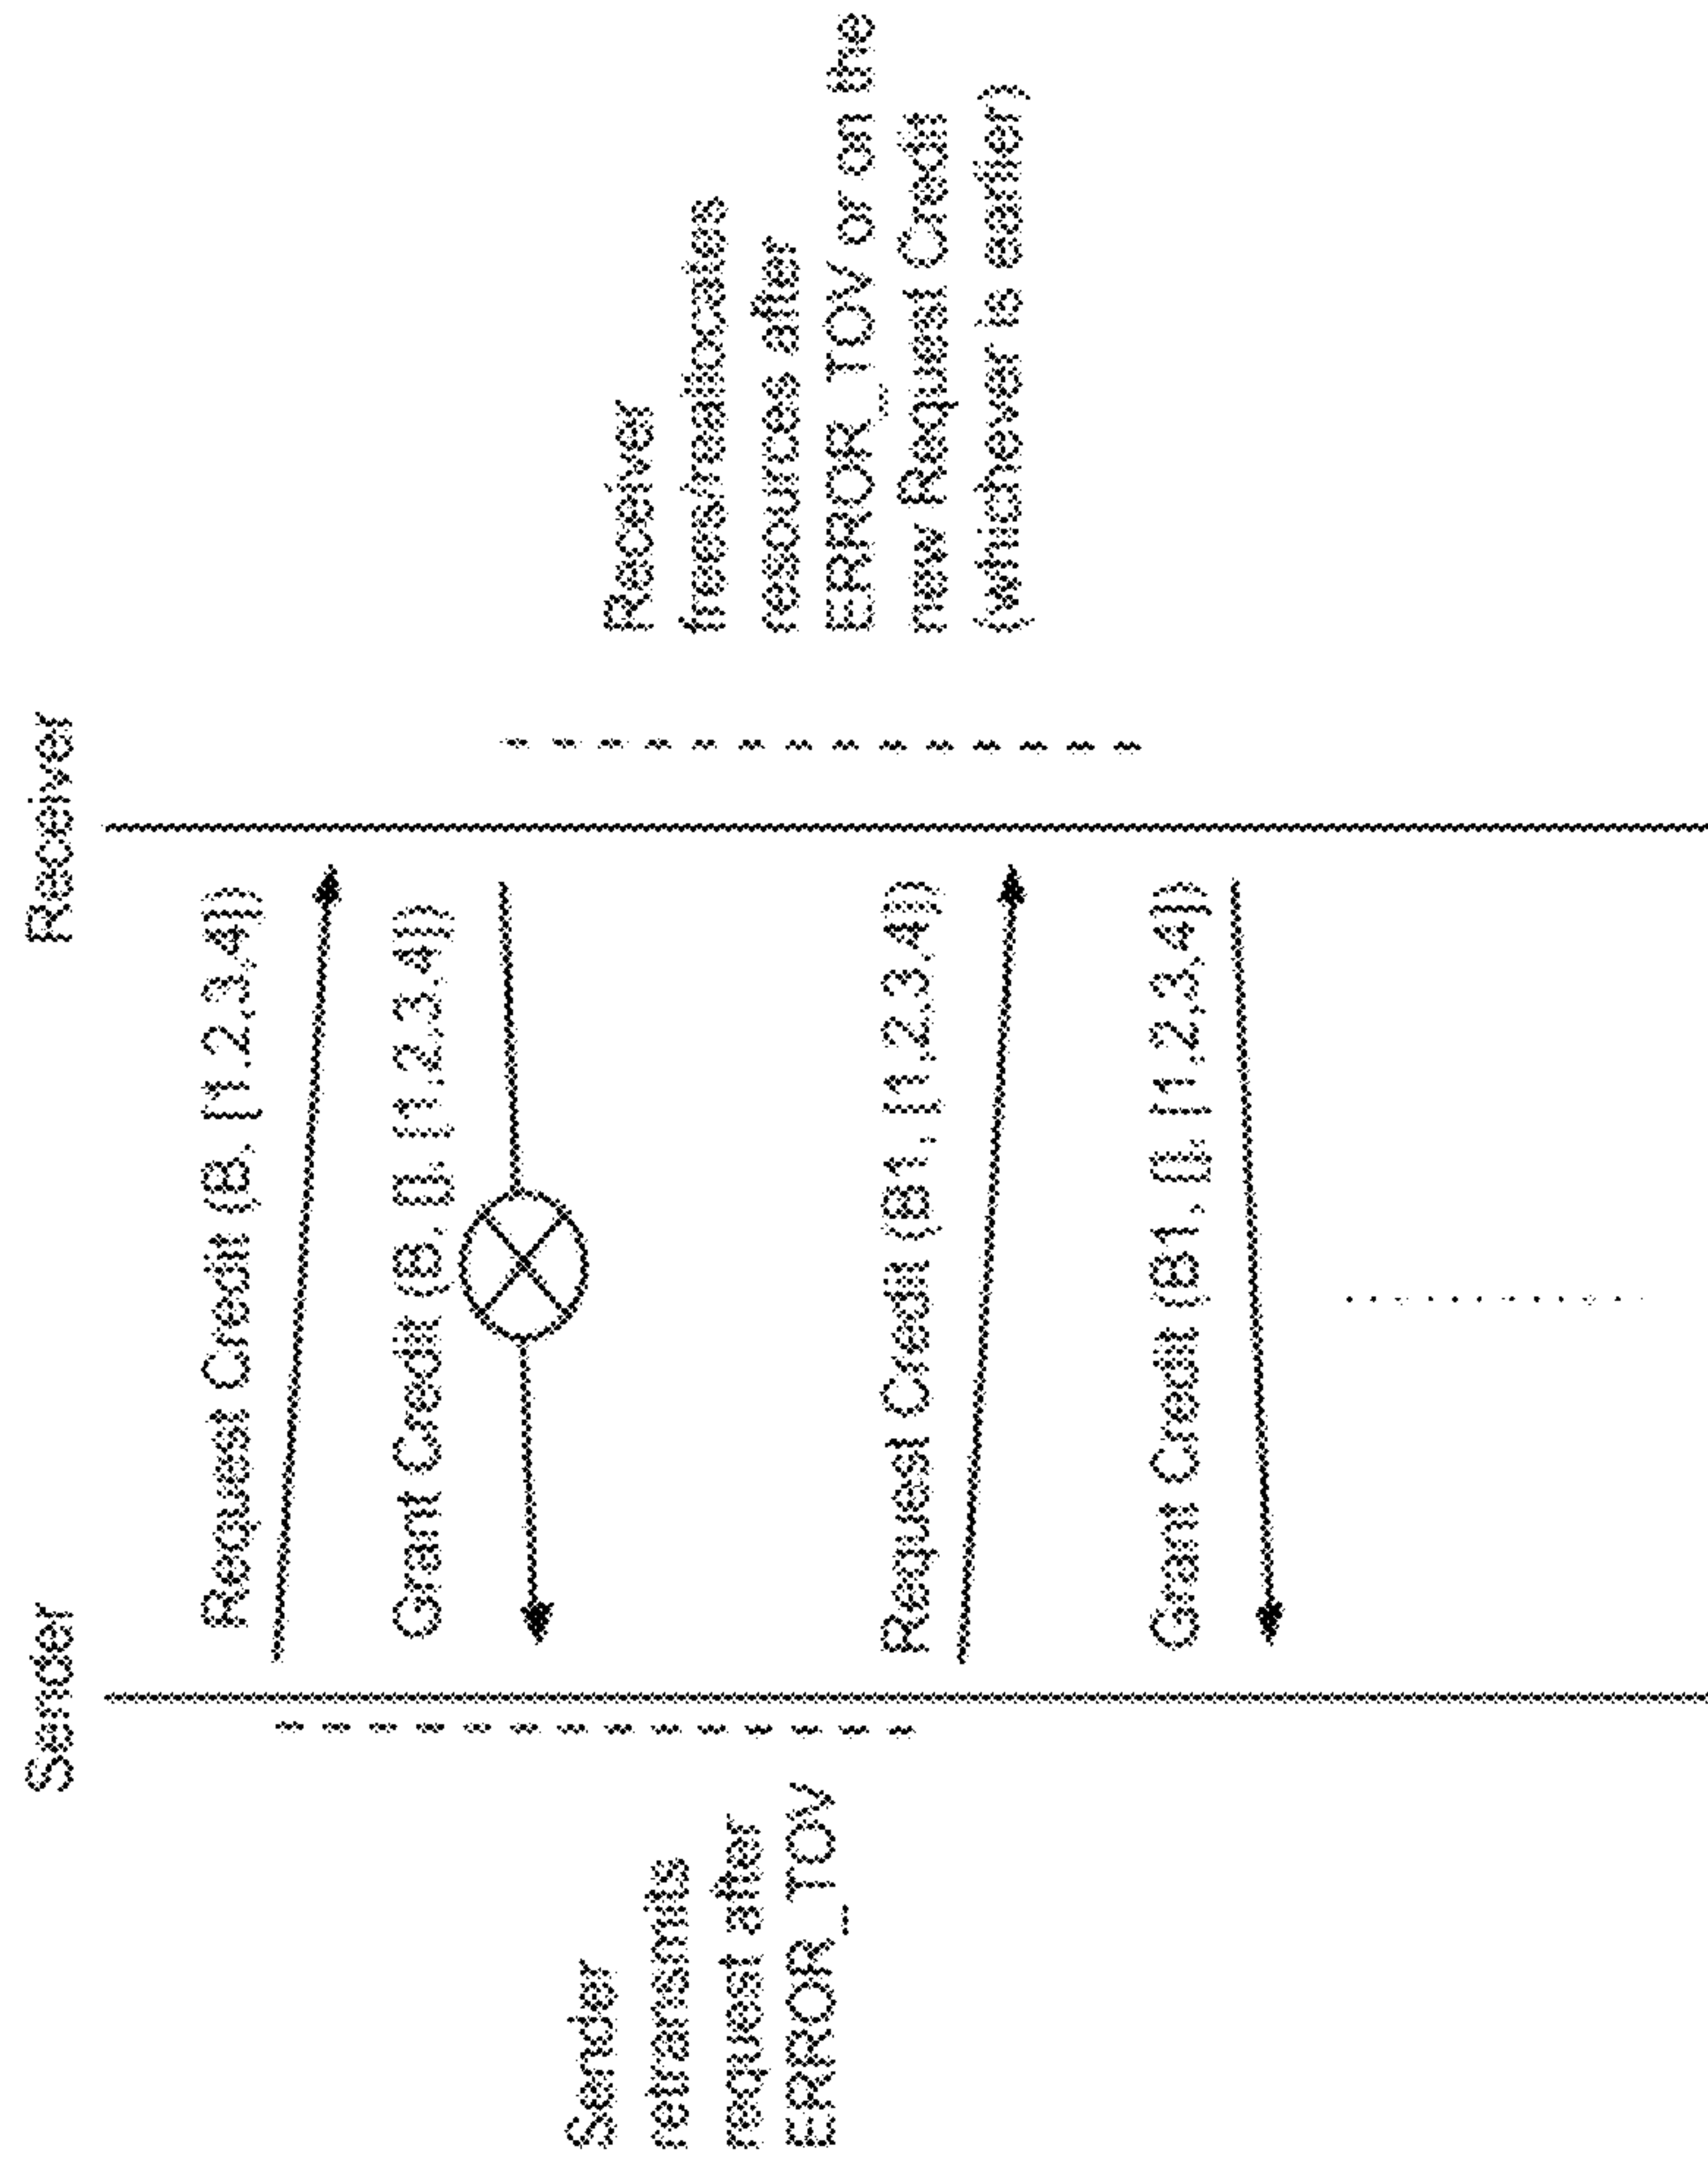 Sender
Receiver
Request Credit (B, [1,2,3,4])
Grant Credit (B, [], [1,2,3,4])
Sender
retransmits
request after
ERROR_TOV
Receiver
frees/reallocates
resources after
ERROR_TOV or on the
new Request Credit
(whichever is earlier)
Request Credit (B1, [1,2,3,4])
Grant Credit (B1, [], [1,2,3,4])